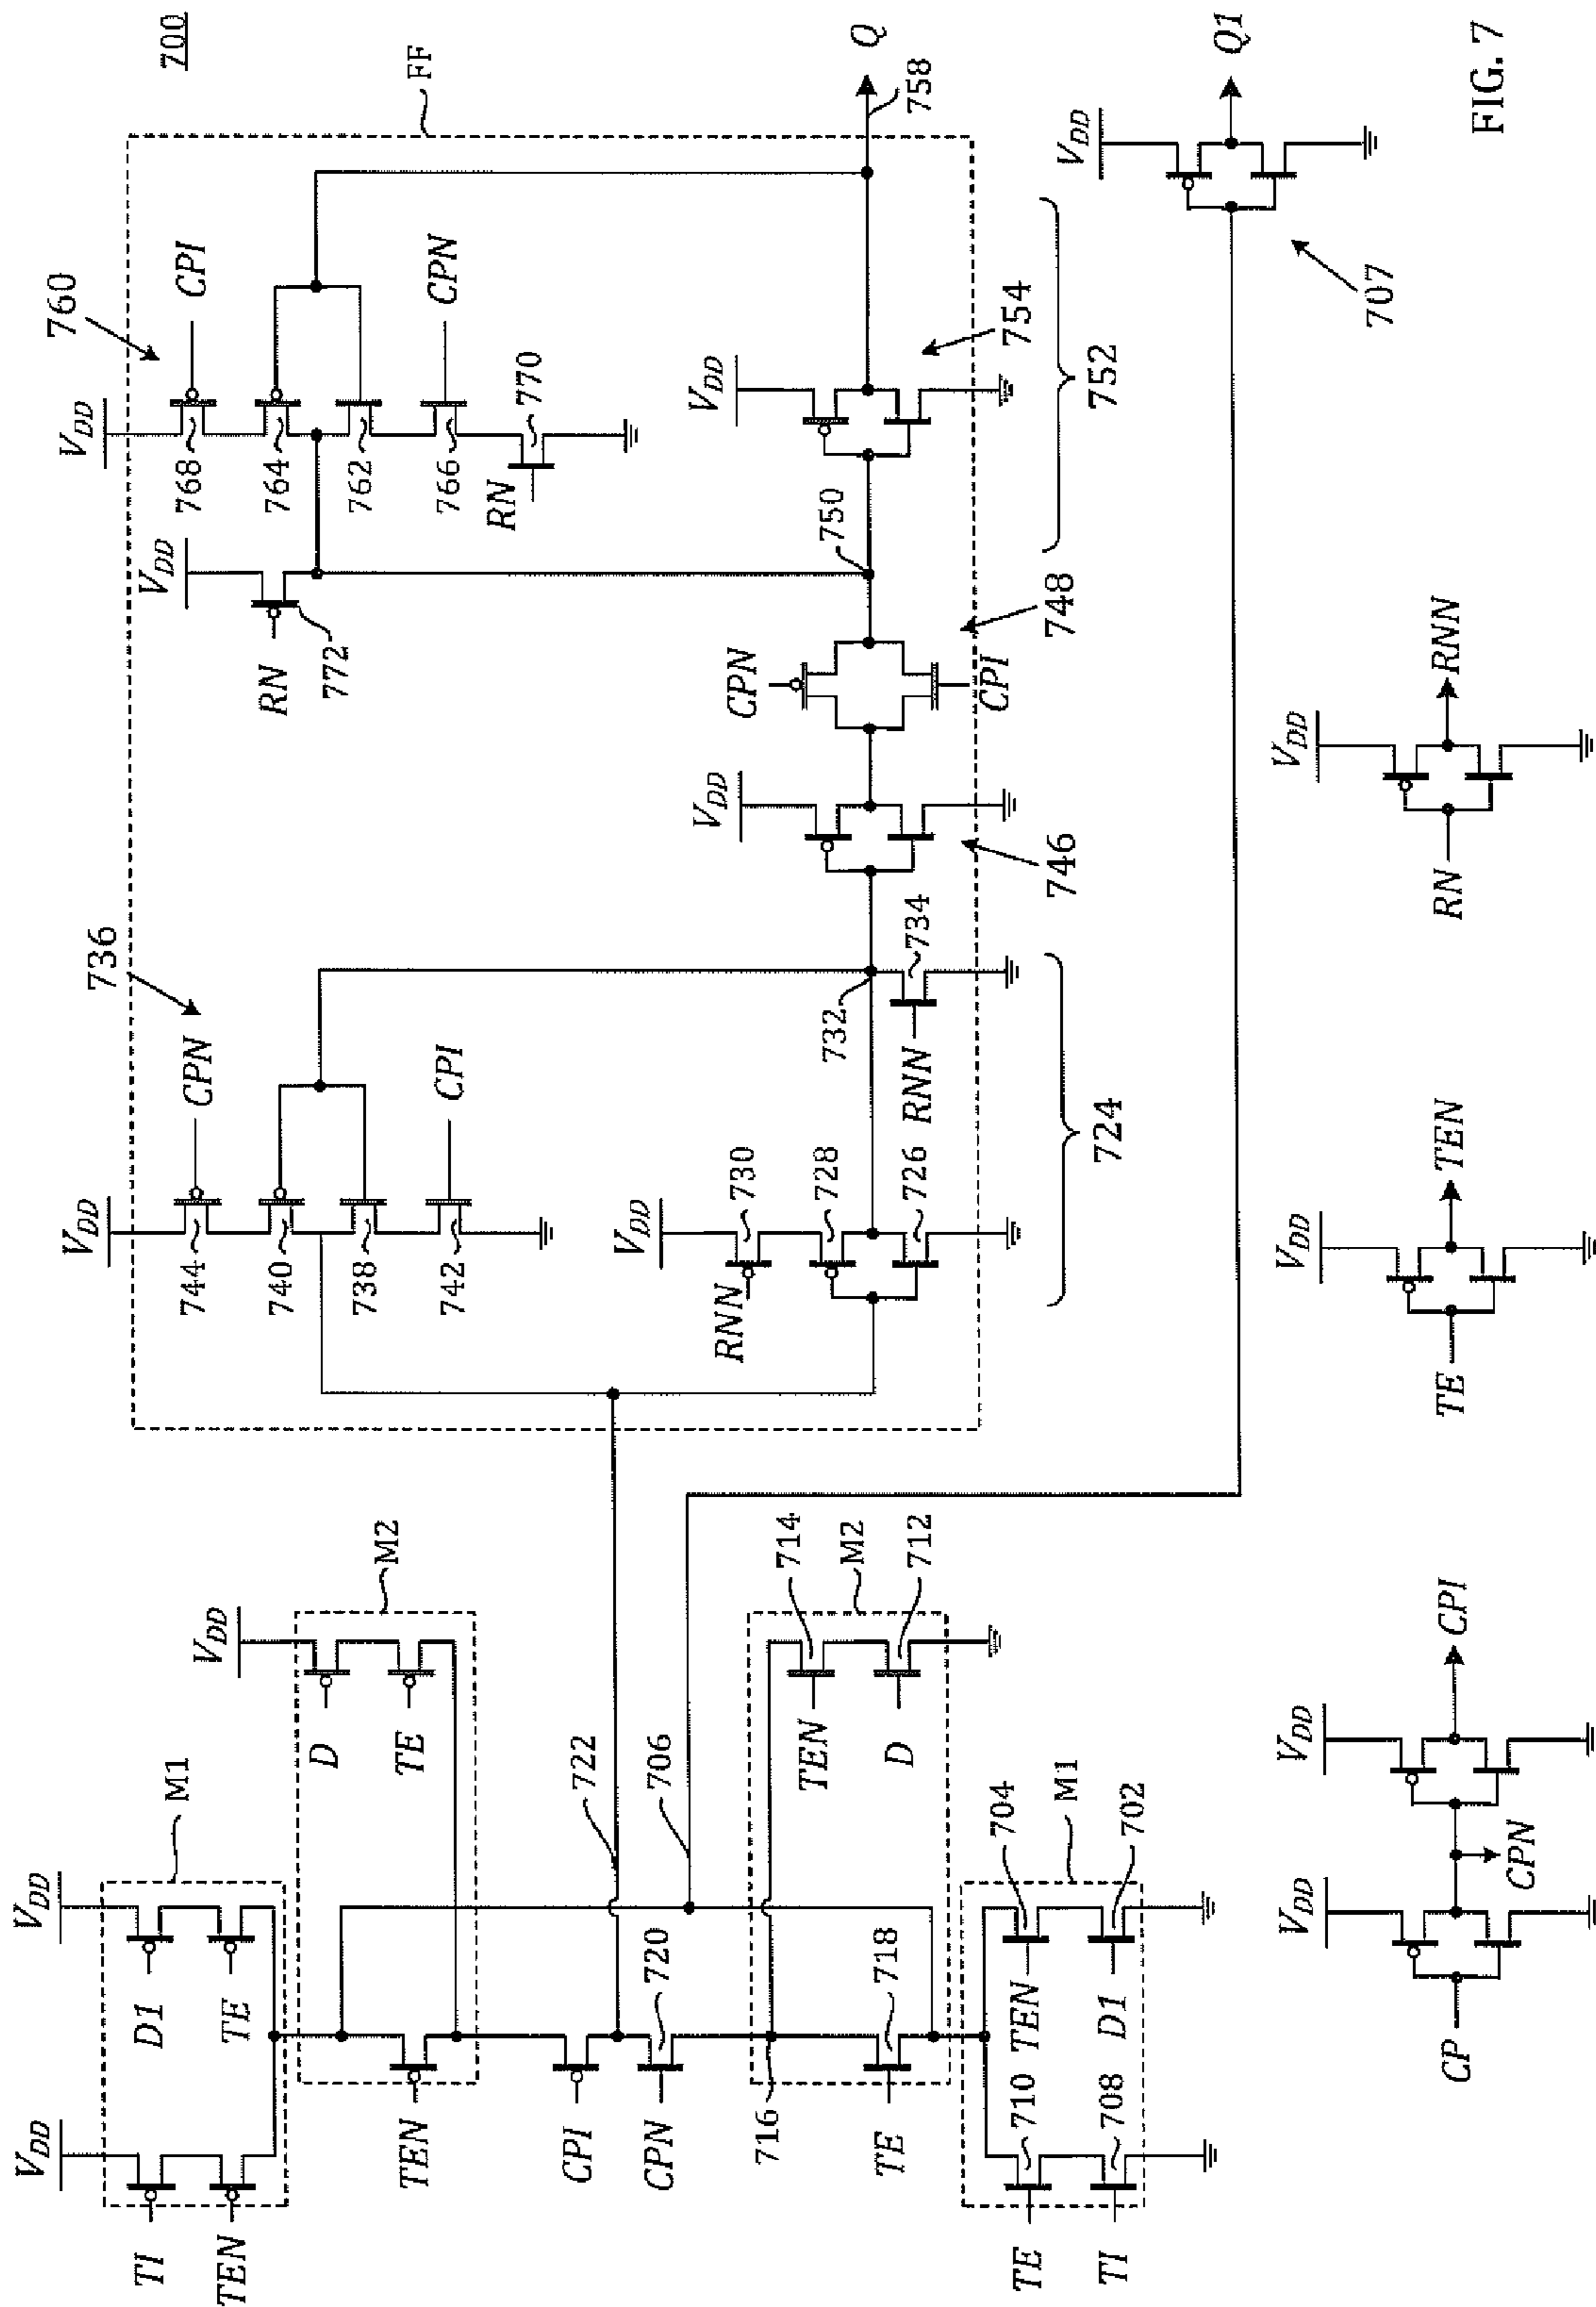 700
FF
760
V_DD
CPI
768
764
762
766
CPN
770
RN
V_DD
RN
772
Q
758
V_DD
754
752
750
748
CPN
CPI
V_DD
746
736
V_DD
CPN
744
740
738
742
CPI
V_DD
RNN
730
728
726
732
RNN
734
724
V_DD
Q1
707
V_DD
V_DD
M1
TI
TEN
D1
TE
V_DD
M2
D
TE
TEN
CPI
CPN
720
722
706
716
TE
718
M2
714
712
TEN
D
M1
704
702
TEN
D1
710
708
TE
TI
CP
V_DD
CPN
V_DD
CPI
TE
V_DD
TEN
RN
V_DD
RNN
FIG. 7